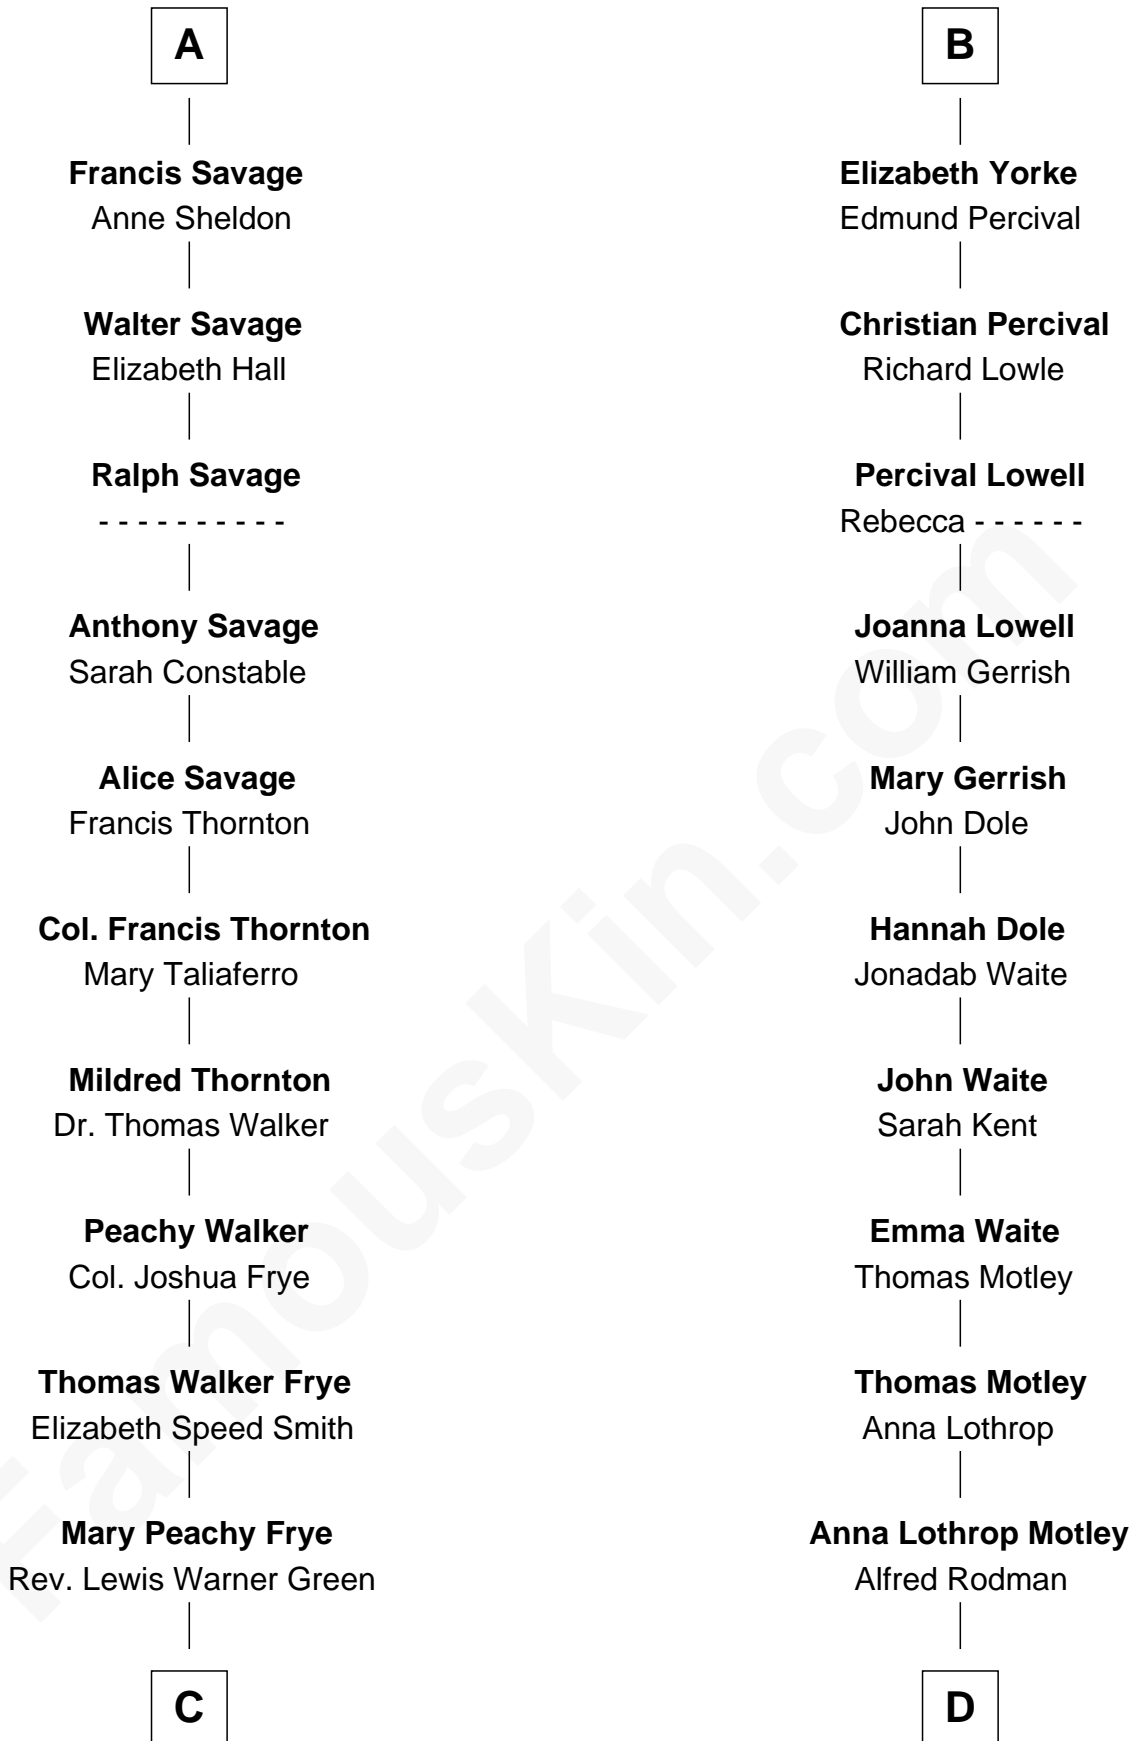 A
Francis Savage
Anne Sheldon
Walter Savage
Elizabeth Hall
Ralph Savage
- - - - - - - - - -
Anthony Savage
Sarah Constable
Alice Savage
Francis Thornton
Col. Francis Thornton
Mary Taliaferro
Mildred Thornton
Dr. Thomas Walker
Peachy Walker
Col. Joshua Frye
Thomas Walker Frye
Elizabeth Speed Smith
Mary Peachy Frye
Rev. Lewis Warner Green
C
B
Elizabeth Yorke
Edmund Percival
Christian Percival
Richard Lowle
Percival Lowell
Rebecca - - - - - -
Joanna Lowell
William Gerrish
Mary Gerrish
John Dole
Hannah Dole
Jonadab Waite
John Waite
Sarah Kent
Emma Waite
Thomas Motley
Thomas Motley
Anna Lothrop
Anna Lothrop Motley
Alfred Rodman
D
FamousKin.com